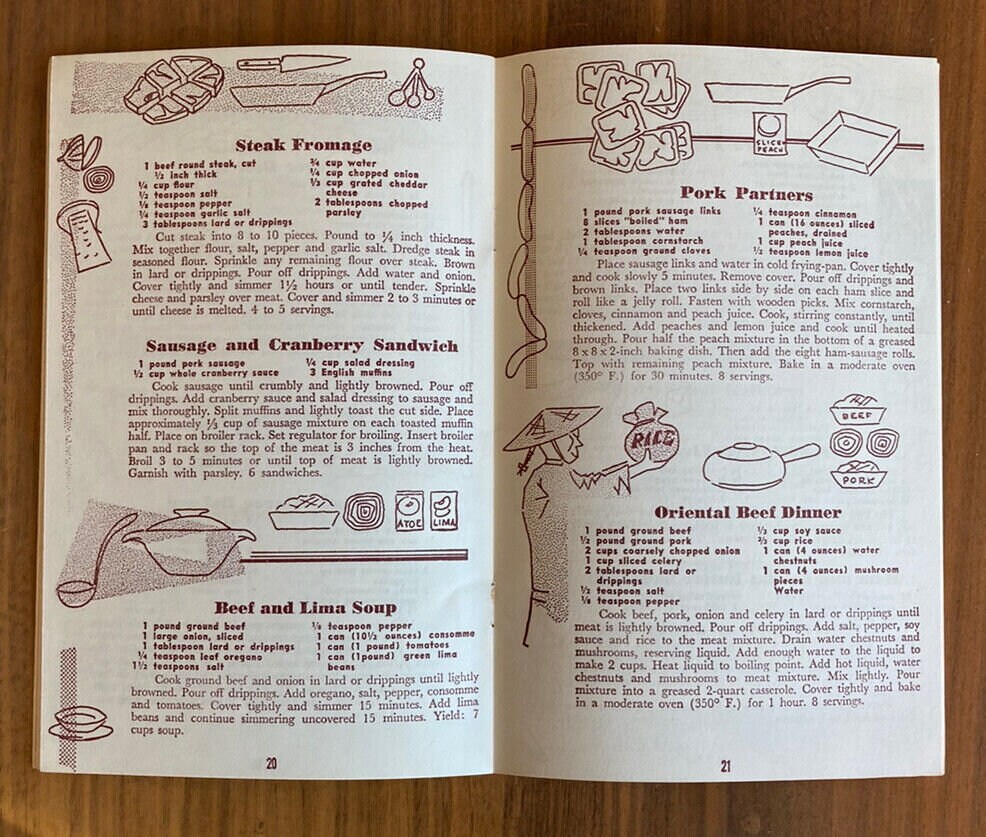 Steak Fromage
1 beef round steak, cut
½ inch thick
¼ cup flour
½ teaspoon salt
⅛ teaspoon pepper
¼ teaspoon garlic salt
3 tablespoons lard or drippings
¾ cup water
¼ cup chopped onion
⅓ cup grated cheddar
cheese
2 tablespoons chopped
parsley
Cut steak into 8 to 10 pieces. Pound to ¼ inch thickness.
Mix together flour, salt, pepper and garlic salt. Dredge steak in
seasoned flour. Sprinkle any remaining flour over steak. Brown
in lard or drippings. Pour off drippings. Add water and onion.
Cover tightly and simmer 1½ hours or until tender. Sprinkle
cheese and parsley over meat. Cover and simmer 2 to 3 minutes or
until cheese is melted. 4 to 5 servings.
Sausage and Cranberry Sandwich
1 pound pork sausage
½ cup whole cranberry sauce
¼ cup salad dressing
3 English muffins
Cook sausage until crumbly and lightly browned. Pour off
drippings. Add cranberry sauce and salad dressing to sausage and
mix thoroughly. Split muffins and lightly toast the cut side. Place
approximately ⅓ cup of sausage mixture on each toasted muffin
half. Place on broiler rack. Set regulator for broiling. Insert broiler
pan and rack so the top of the meat is 3 inches from the heat.
Broil 3 to 5 minutes or until top of meat is lightly browned.
Garnish with parsley. 6 sandwiches.
ATOE
LIMA
Beef and Lima Soup
1 pound ground beef
1 large onion, sliced
1 tablespoon lard or drippings
¼ teaspoon leaf oregano
1½ teaspoons salt
⅛ teaspoon pepper
1 can (10½ ounces) consomme
1 can (1 pound) tomatoes
1 can (1pound) green lima
beans
Cook ground beef and onion in lard or drippings until lightly
browned. Pour off drippings. Add oregano, salt, pepper, consomme
and tomatoes. Cover tightly and simmer 15 minutes. Add lima
beans and continue simmering uncovered 15 minutes. Yield: 7
cups soup.
20
SLICE
PEACH
Pork Partners
1 pound pork sausage links
8 slices "boiled" ham
2 tablespoons water
1 tablespoon cornstarch
¼ teaspoon ground cloves
¼ teaspoon cinnamon
1 can (16 ounces) sliced
peaches, drained
1 cup peach juice
½ teaspoon lemon juice
Place sausage links and water in cold frying-pan. Cover tightly
and cook slowly 5 minutes. Remove cover. Pour off drippings and
brown links. Place two links side by side on each ham slice and
roll like a jelly roll. Fasten with wooden picks. Mix cornstarch,
cloves, cinnamon and peach juice. Cook, stirring constantly, until
thickened. Add peaches and lemon juice and cook until heated
through. Pour half the peach mixture in the bottom of a greased
8 x 8 x 2-inch baking dish. Then add the eight ham-sausage rolls.
Top with remaining peach mixture. Bake in a moderate oven
(350° F.) for 30 minutes. 8 servings.
RICE
BEEF
PORK
Oriental Beef Dinner
1 pound ground beef
½ pound ground pork
2 cups coarsely chopped onion
1 cup sliced celery
2 tablespoons lard or
drippings
½ teaspoon salt
⅛ teaspoon pepper
⅓ cup soy sauce
⅔ cup rice
1 can (4 ounces) water
chestnuts
1 can (4 ounces) mushroom
pieces
Water
Cook beef, pork, onion and celery in lard or drippings until
meat is lightly browned. Pour off drippings. Add salt, pepper, soy
sauce and rice to the meat mixture. Drain water chestnuts and
mushrooms, reserving liquid. Add enough water to the liquid to
make 2 cups. Heat liquid to boiling point. Add hot liquid, water
chestnuts and mushrooms to meat mixture. Mix lightly. Pour
mixture into a greased 2-quart casserole. Cover tightly and bake
in a moderate oven (350° F.) for 1 hour. 8 servings.
21